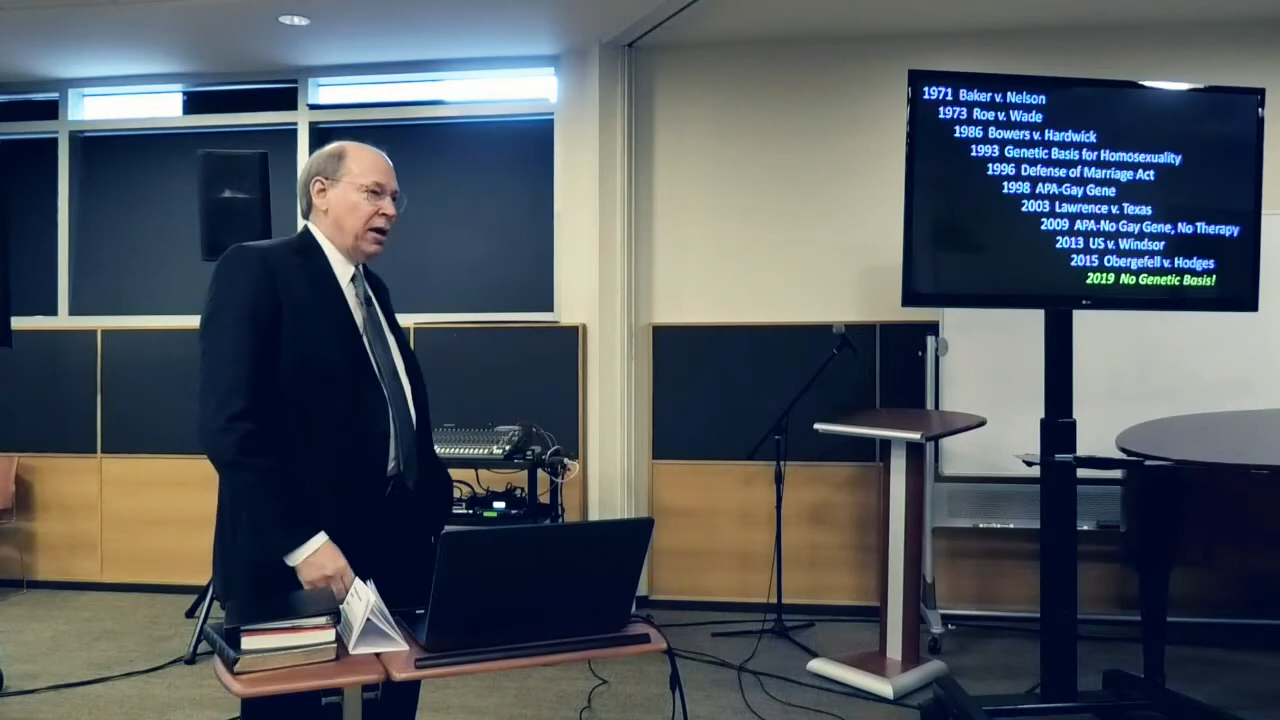 1971 Baker v. Nelson
1973 Roe v. Wade
1986 Bowers v. Hardwick
1993 Genetic Basis for Homosexuality
1996 Defense of Marriage Act
1998 APA-Gay Gene
2003 Lawrence v. Texas
2009 APA-No Gay Gene, No Therapy
2013 US v. Windsor
2015 Obergefell v. Hodges
2019 No Genetic Basis!